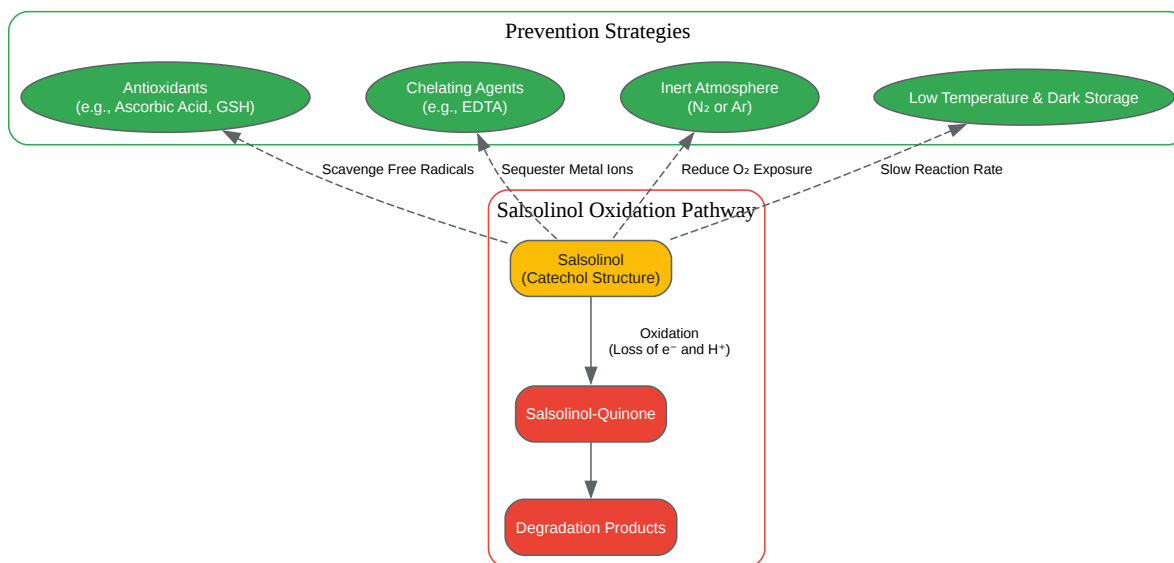 Prevention Strategies
Antioxidants
(e.g., Ascorbic Acid, GSH)
Chelating Agents
(e.g., EDTA)
Inert Atmosphere
(N₂ or Ar)
Low Temperature & Dark Storage
Scavenge Free Radicals
Sequester Metal Ions
Reduce O₂ Exposure
Slow Reaction Rate
Salsolinol Oxidation Pathway
Salsolinol
(Catechol Structure)
Oxidation
(Loss of e⁻ and H⁺)
Salsolinol-Quinone
Degradation Products